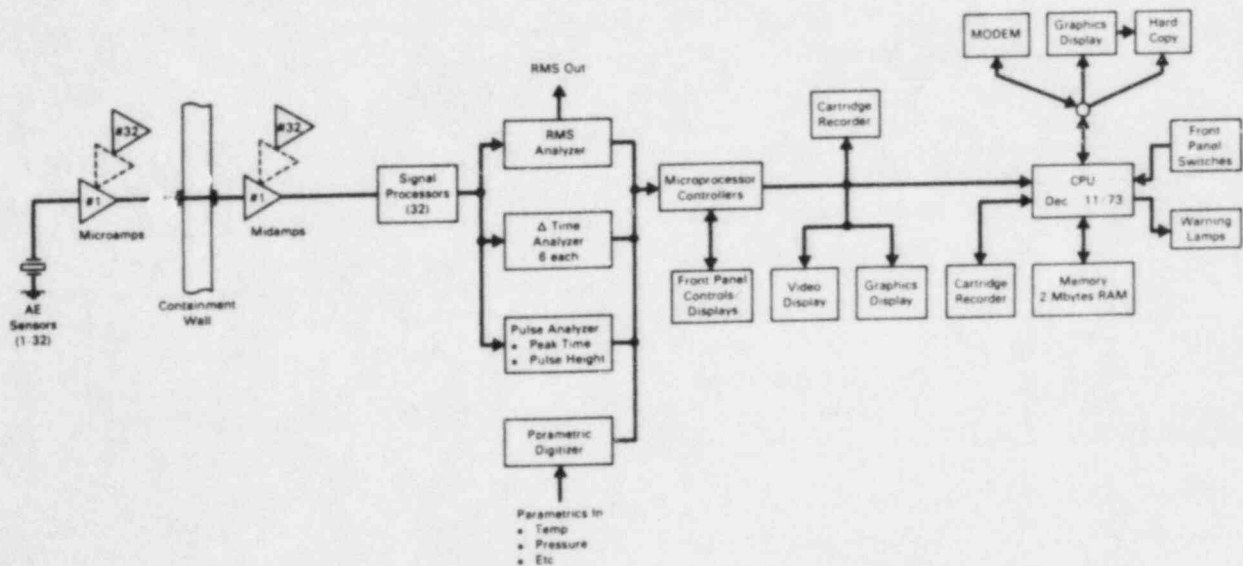 MODEM
Graphics
Display
Hard
Copy
RMS Out
#32
#32
Cartridge
Recorder
RMS
Analyzer
Front
Panel
Switches
Signal
Processors
(32)
Microprocessor
Controllers
CPU
Dec 11/73
#1
#1
Microamps
Midamps
Δ Time
Analyzer
6 each
Warning
Lamps
Containment
Wall
AE
Sensors
(1-32)
Front Panel
Controls-
Displays
Video
Display
Graphics
Display
Cartridge
Recorder
Memory
2 Mbytes RAM
Pulse Analyzer
• Peak Time
• Pulse Height
Parametric
Digitizer
Parametrics In
• Temp
• Pressure
• Etc